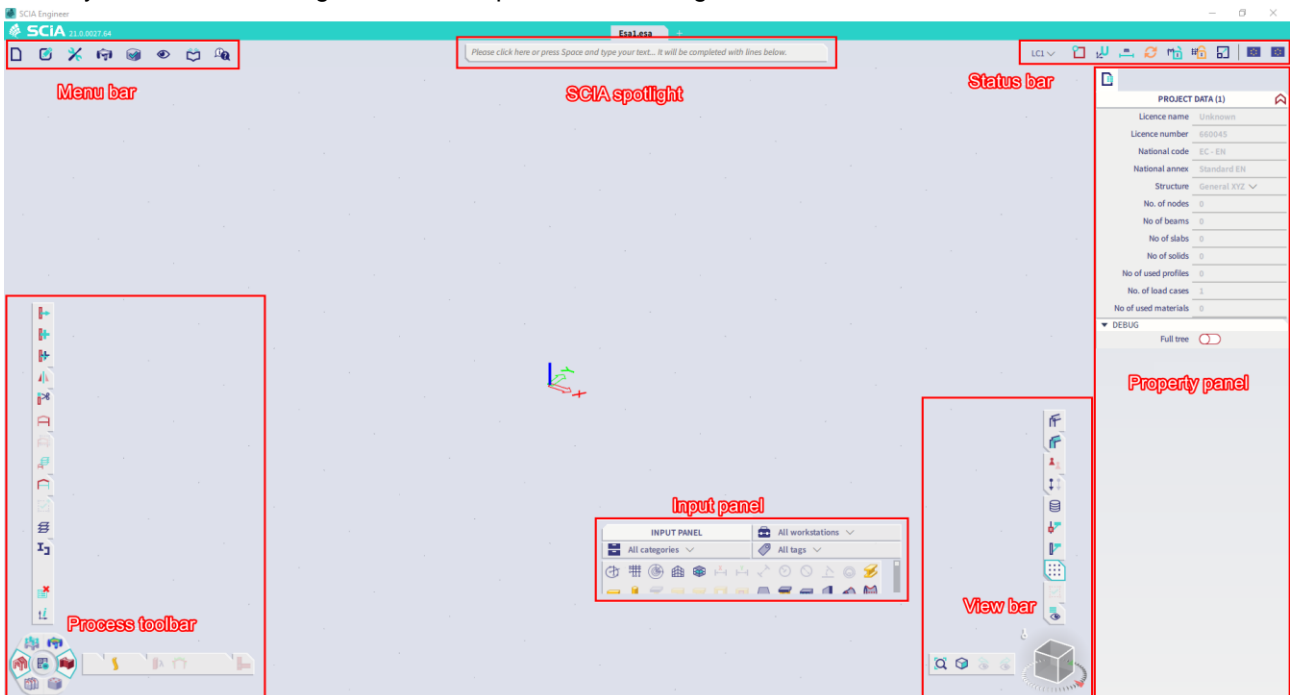 SCIA Engineer
SCiA 21.0.0027.64
Esa1.esa +
Please click here or press Space and type your text... it will be completed with lines below.
LC1
Menu bar
SCIA spotlight
Status bar
PROJECT DATA (1)
Licence name Unknown
Licence number 660045
National code EC - EN
National annex Standard EN
Structure General XYZ
No. of nodes 0
No of beams 0
No of slabs 0
No of solids 0
No of used profiles 0
No. of load cases 1
No of used materials 0
DEBUG
Full tree
Property panel
Y
X
Input panel
INPUT PANEL All workstations
All categories All tags
View bar
Process toolbar